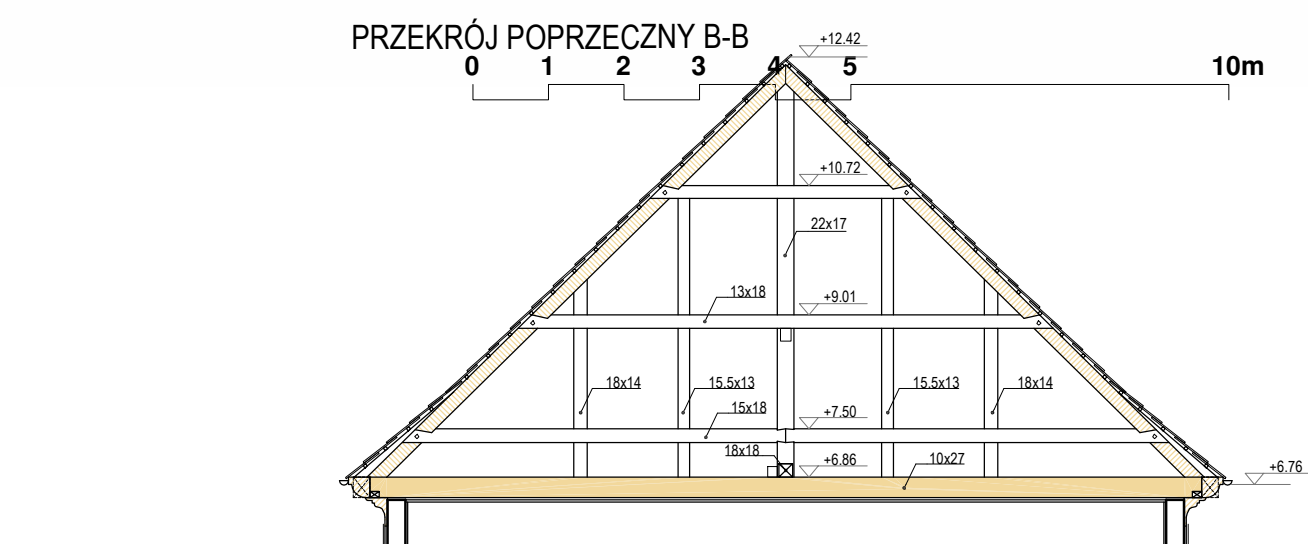 PRZEKRÓJ POPRZECZNY B-B
+12.42
0 1 2 3 4 5 10m
+10.72
22x17
13x18
+9.01
18x14
15.5x13
15.5x13
18x14
15x18
+7.50
18x18
+6.86
10x27
+6.76